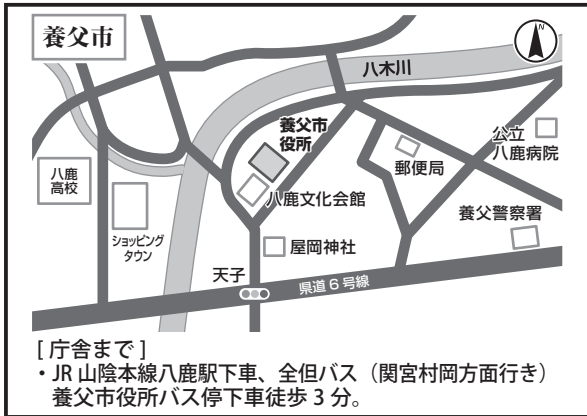 養父市
N
八木川
養父市
役所
公立
八鹿病院
郵便局
八鹿
高校
八鹿文化会館
養父警察署
ショッピング
タウン
屋岡神社
天子
県道6号線
[ 庁舎まで ]
・JR 山陰本線八鹿駅下車、全但バス（関宮村岡方面行き）
養父市役所バス停下車徒歩 3 分。